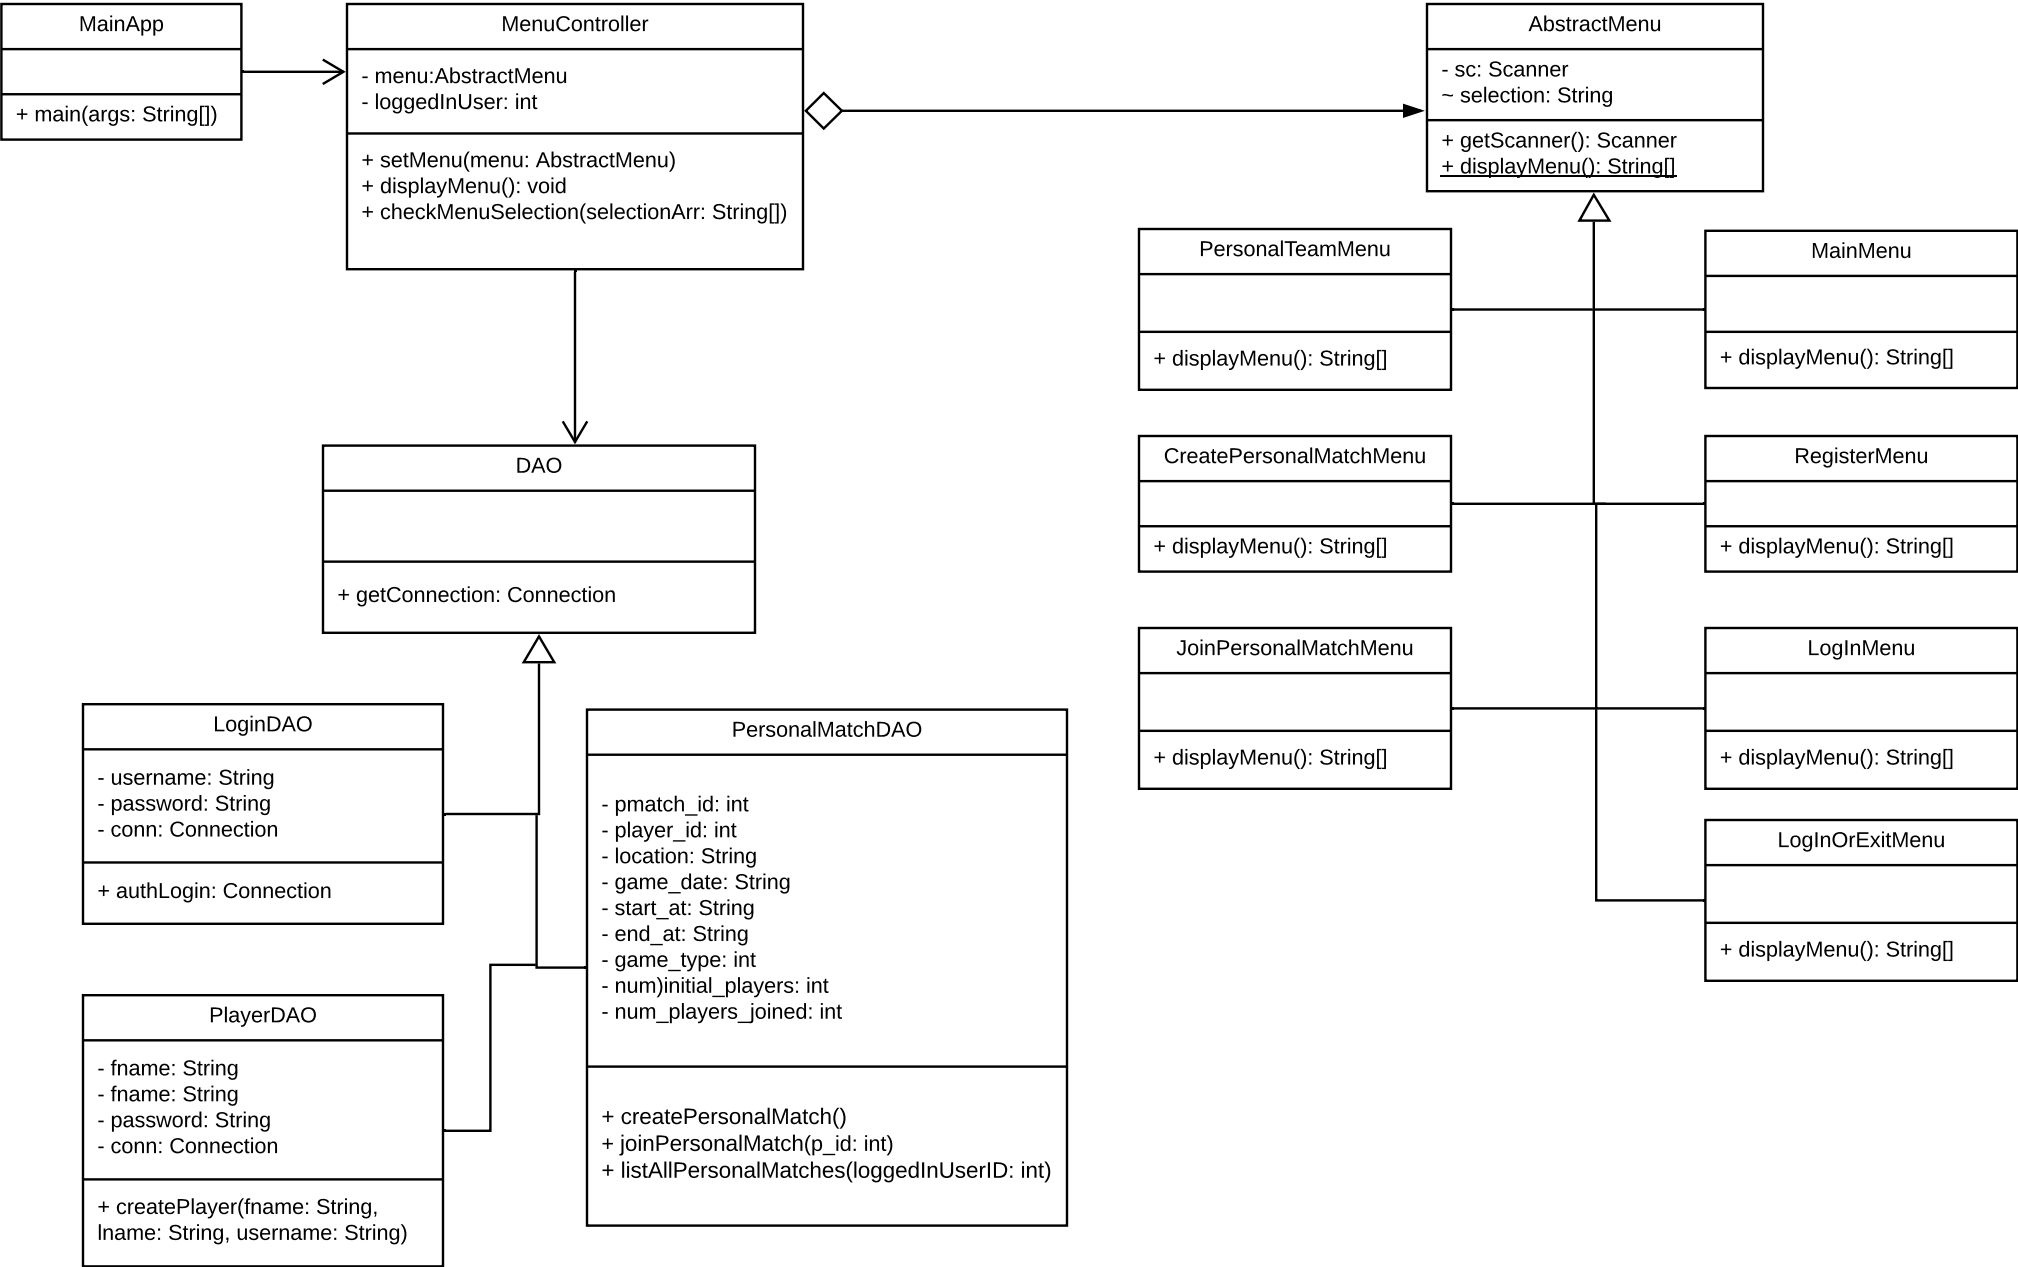 MainApp
+ main(args: String[])
MenuController
- menu:AbstractMenu
- loggedInUser: int
+ setMenu(menu: AbstractMenu)
+ displayMenu(): void
+ checkMenuSelection(selectionArr: String[])
AbstractMenu
- sc: Scanner
~ selection: String
+ getScanner(): Scanner
+ displayMenu(): String[]
PersonalTeamMenu
+ displayMenu(): String[]
MainMenu
+ displayMenu(): String[]
CreatePersonalMatchMenu
+ displayMenu(): String[]
RegisterMenu
+ displayMenu(): String[]
JoinPersonalMatchMenu
+ displayMenu(): String[]
LogInMenu
+ displayMenu(): String[]
LogInOrExitMenu
+ displayMenu(): String[]
DAO
+ getConnection: Connection
LoginDAO
- username: String
- password: String
- conn: Connection
+ authLogin: Connection
PersonalMatchDAO
- pmatch_id: int
- player_id: int
- location: String
- game_date: String
- start_at: String
- end_at: String
- game_type: int
- num)initial_players: int
- num_players_joined: int
+ createPersonalMatch()
+ joinPersonalMatch(p_id: int)
+ listAllPersonalMatches(loggedInUserID: int)
PlayerDAO
- fname: String
- fname: String
- password: String
- conn: Connection
+ createPlayer(fname: String,
lname: String, username: String)